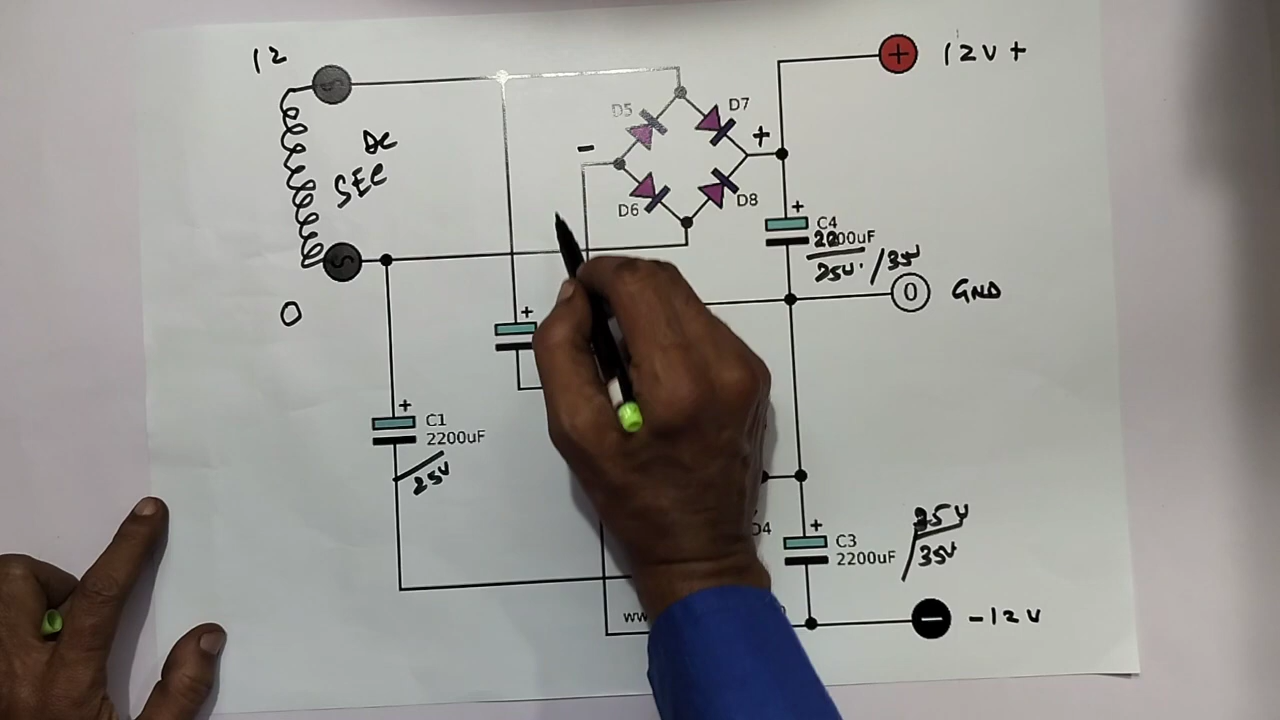 12
S
12V+
+
D5
D7
+
-
DC
SEC
D6
D8
+
C4
2200uF
25V. / 35V
S
0
0
GND
+
+
C1
2200uF
25V
D4
+
C3
2200uF
35V
-
-12V
ww